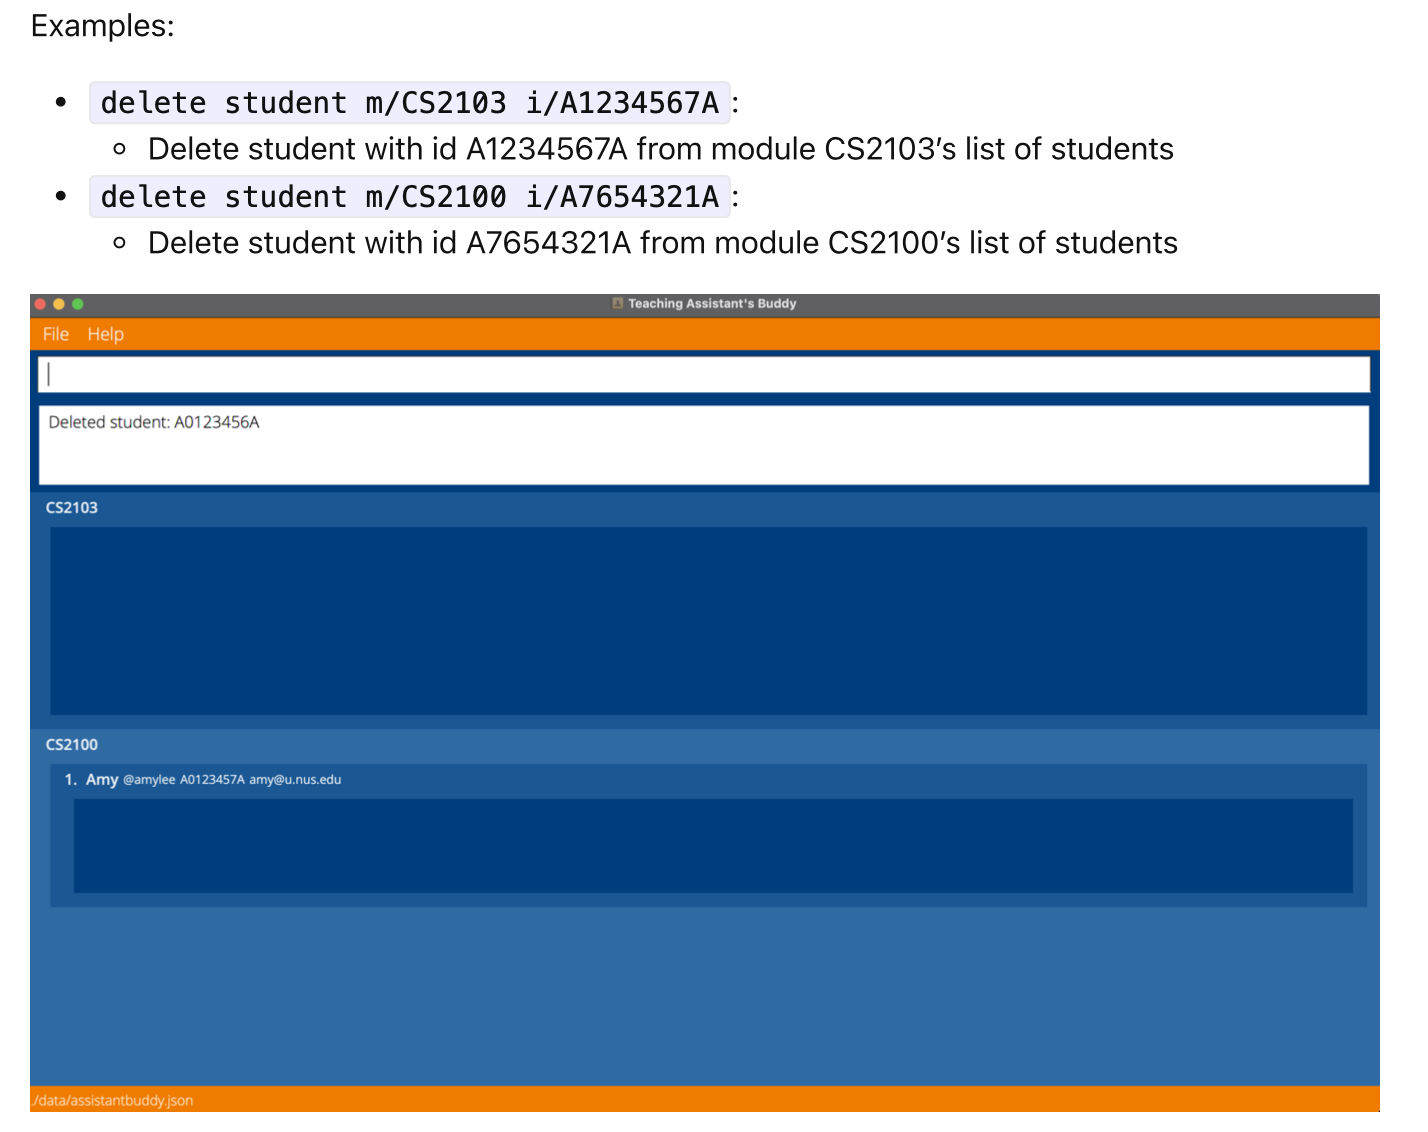 Examples:
delete student m/CS2103 i/A1234567A:
Delete student with id A1234567A from module CS2103’s list of students
delete student m/CS2100 i/A7654321A:
Delete student with id A7654321A from module CS2100’s list of students
Teaching Assistant's Buddy
File Help
Deleted student: A0123456A
CS2103
CS2100
1. Amy @amylee A0123457A amy@u.nus.edu
./data/assistantbuddy.json